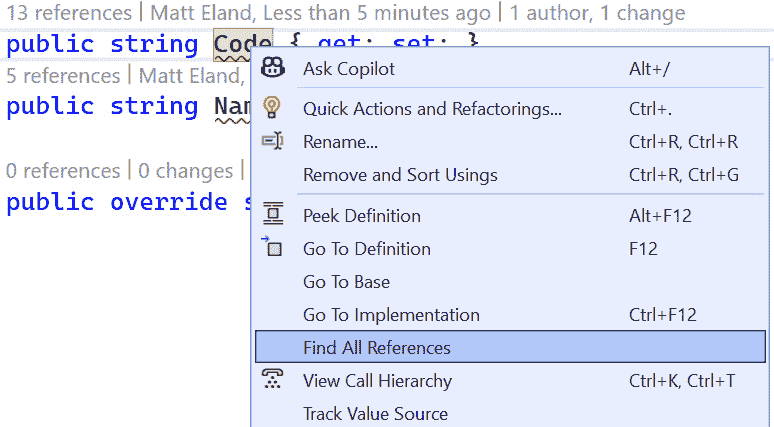 13 references | Matt Eland, Less than 5 minutes ago | 1 author, 1 change
public string Code { get; set; }
5 references | Matt Eland,
public string Nam
0 references | 0 changes |
public override s
Ask Copilot Alt+/
Quick Actions and Refactorings... Ctrl+.
Rename... Ctrl+R, Ctrl+R
Remove and Sort Usings Ctrl+R, Ctrl+G
Peek Definition Alt+F12
Go To Definition F12
Go To Base
Go To Implementation Ctrl+F12
Find All References
View Call Hierarchy Ctrl+K, Ctrl+T
Track Value Source